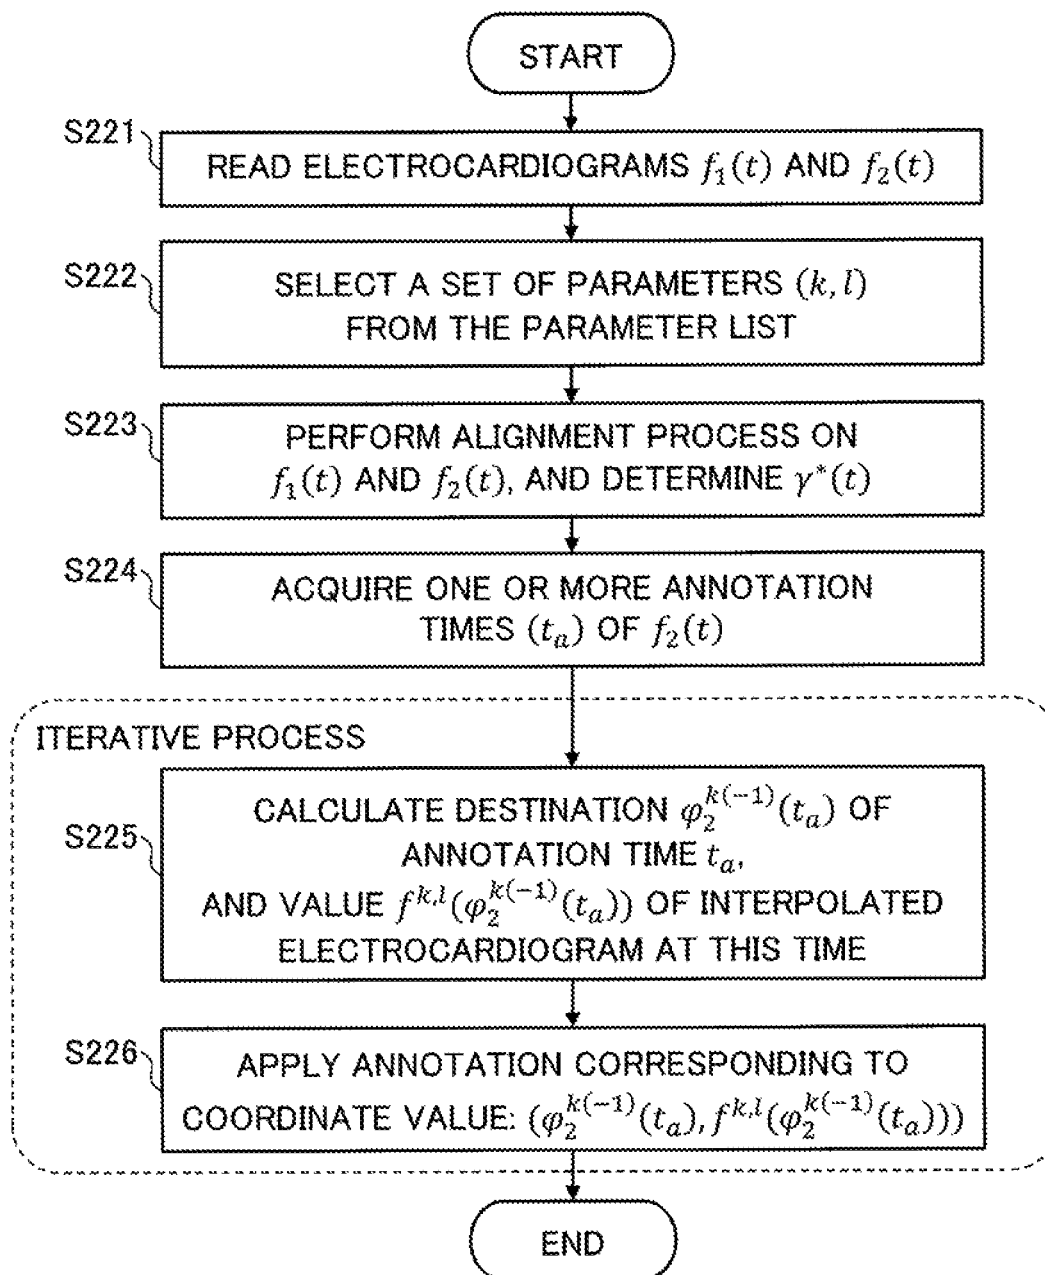 START
S221
READ ELECTROCARDIOGRAMS f₁(t) AND f₂(t)
S222
SELECT A SET OF PARAMETERS (k, l)
FROM THE PARAMETER LIST
S223
PERFORM ALIGNMENT PROCESS ON
f₁(t) AND f₂(t), AND DETERMINE γ*(t)
S224
ACQUIRE ONE OR MORE ANNOTATION
TIMES (tₐ) OF f₂(t)
ITERATIVE PROCESS
S225
CALCULATE DESTINATION φ₂^{k(−1)}(tₐ) OF
ANNOTATION TIME tₐ,
AND VALUE f^{k,l}(φ₂^{k(−1)}(tₐ)) OF INTERPOLATED
ELECTROCARDIOGRAM AT THIS TIME
S226
APPLY ANNOTATION CORRESPONDING TO
COORDINATE VALUE: (φ₂^{k(−1)}(tₐ), f^{k,l}(φ₂^{k(−1)}(tₐ)))
END